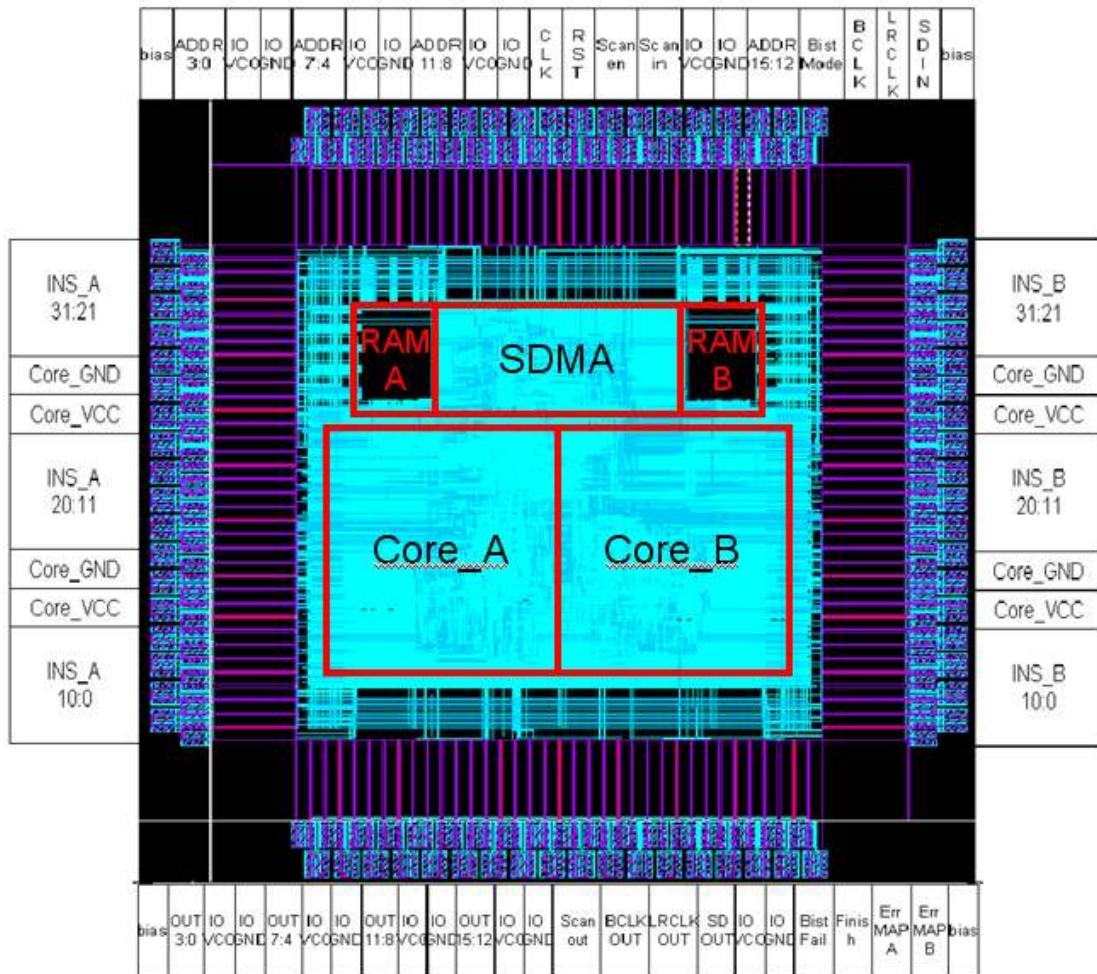 bias ADDR 3:0 IO VCC IO GND ADDR 7:4 IO VCC IO GND ADDR 11:8 IO VCC IO GND CLK RST Scan en Scan in IO VCC IO GND ADDR 15:12 Bist Mode BCLK LRCLK SDIN bias
INS_A
31:21
Core_GND
Core_VCC
INS_A
20:11
Core_GND
Core_VCC
INS_A
10:0
RAM
A
SDMA
RAM
B
Core_A
Core_B
INS_B
31:21
Core_GND
Core_VCC
INS_B
20:11
Core_GND
Core_VCC
INS_B
10:0
bias OUT 3:0 IO VCC IO GND OUT 7:4 IO VCC IO GND OUT 11:8 IO VCC IO GND OUT 15:12 IO VCC IO GND Scan out BCLK OUT LRCLK OUT SD OUT IO VCC IO GND Bist Fail Finish Err MAP A Err MAP B bias